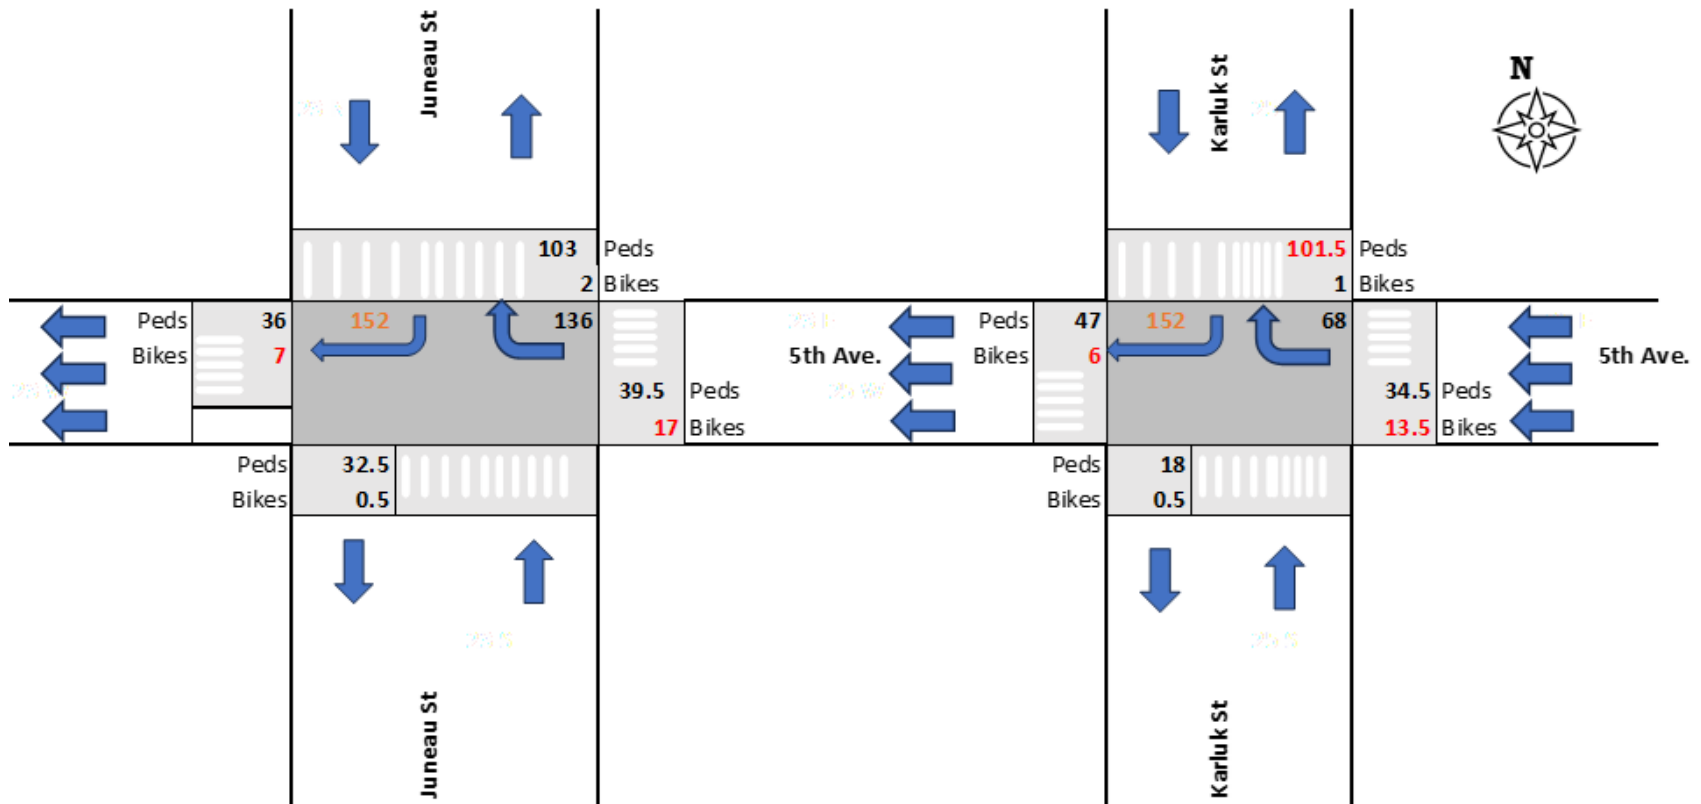 Juneau St
Karluk St
N
103 Peds
2 Bikes
101.5 Peds
1 Bikes
Peds 36
Bikes 7
152
136
5th Ave.
Peds 47
Bikes 6
152
68
5th Ave.
39.5 Peds
17 Bikes
34.5 Peds
13.5 Bikes
Peds 32.5
Bikes 0.5
Peds 18
Bikes 0.5
Juneau St
Karluk St